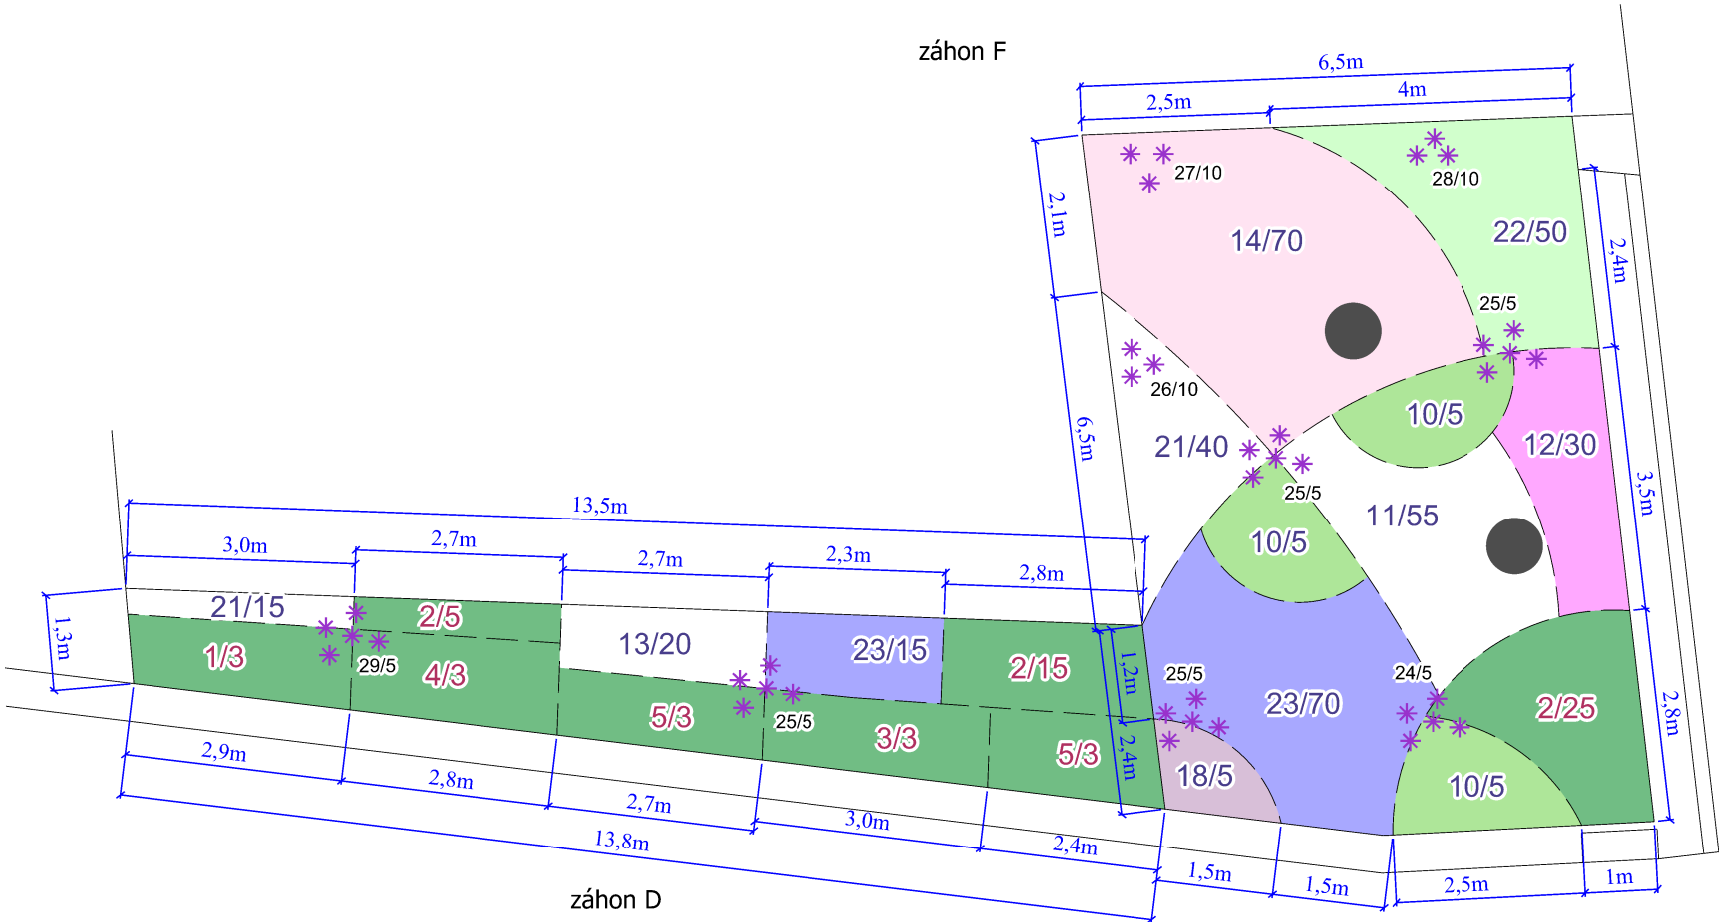 záhon F
6,5m
2,5m
4m
27/10
28/10
2,1m
14/70
22/50
2,4m
25/5
26/10
10/5
6,5m
21/40
12/30
25/5
3,5m
11/55
10/5
13,5m
3,0m
2,7m
2,7m
2,3m
2,8m
1,3m
21/15
2/5
13/20
23/15
2/15
1/3
29/5
4/3
5/3
25/5
3/3
5/3
1,2m
2,4m
25/5
24/5
23/70
2/25
2,8m
18/5
10/5
2,9m
2,8m
2,7m
3,0m
2,4m
13,8m
1,5m
1,5m
2,5m
1m
záhon D